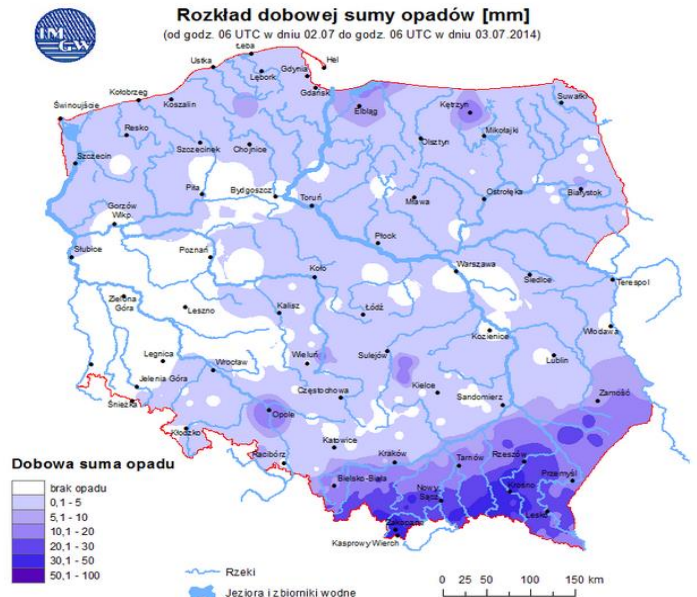 Rozkład dobowej sumy opadów [mm]
(od godz. 06 UTC w dniu 02.07 do godz. 06 UTC w dniu 03.07.2014)
IMGW
Łeba
Ustka
Hel
Gdynia
Lębork
Gdańsk
Suwałki
Kołobrzeg
Koszalin
Świnoujście
Elbląg
Kętrzyn
Resko
Mikołajki
Szczecinek
Chojnice
Olsztyn
Szczecin
Piła
Bydgoszcz
Toruń
Mława
Ostrołęka
Białystok
Gorzów
Wlkp.
Płock
Słubice
Poznań
Koło
Warszawa
Siedlce
Terespol
Zielona
Góra
Leszno
Kalisz
Łódź
Kozienice
Włodawa
Legnica
Wrocław
Wieluń
Sulejów
Lublin
Jelenia Góra
Częstochowa
Kielce
Sandomierz
Zamość
Śnieżka
Opole
Kłodzko
Katowice
Racibórz
Kraków
Tarnów
Rzeszów
Przemyśl
Bielsko-Biała
Nowy
Sącz
Krosno
Lesko
Zakopane
Kasprowy Wierch
Dobowa suma opadu
brak opadu
0,1 - 5
5,1 - 10
10,1 - 20
20,1 - 30
30,1 - 50
50,1 - 100
Rzeki
Jeziora i zbiorniki wodne
0 25 50 100 150 km